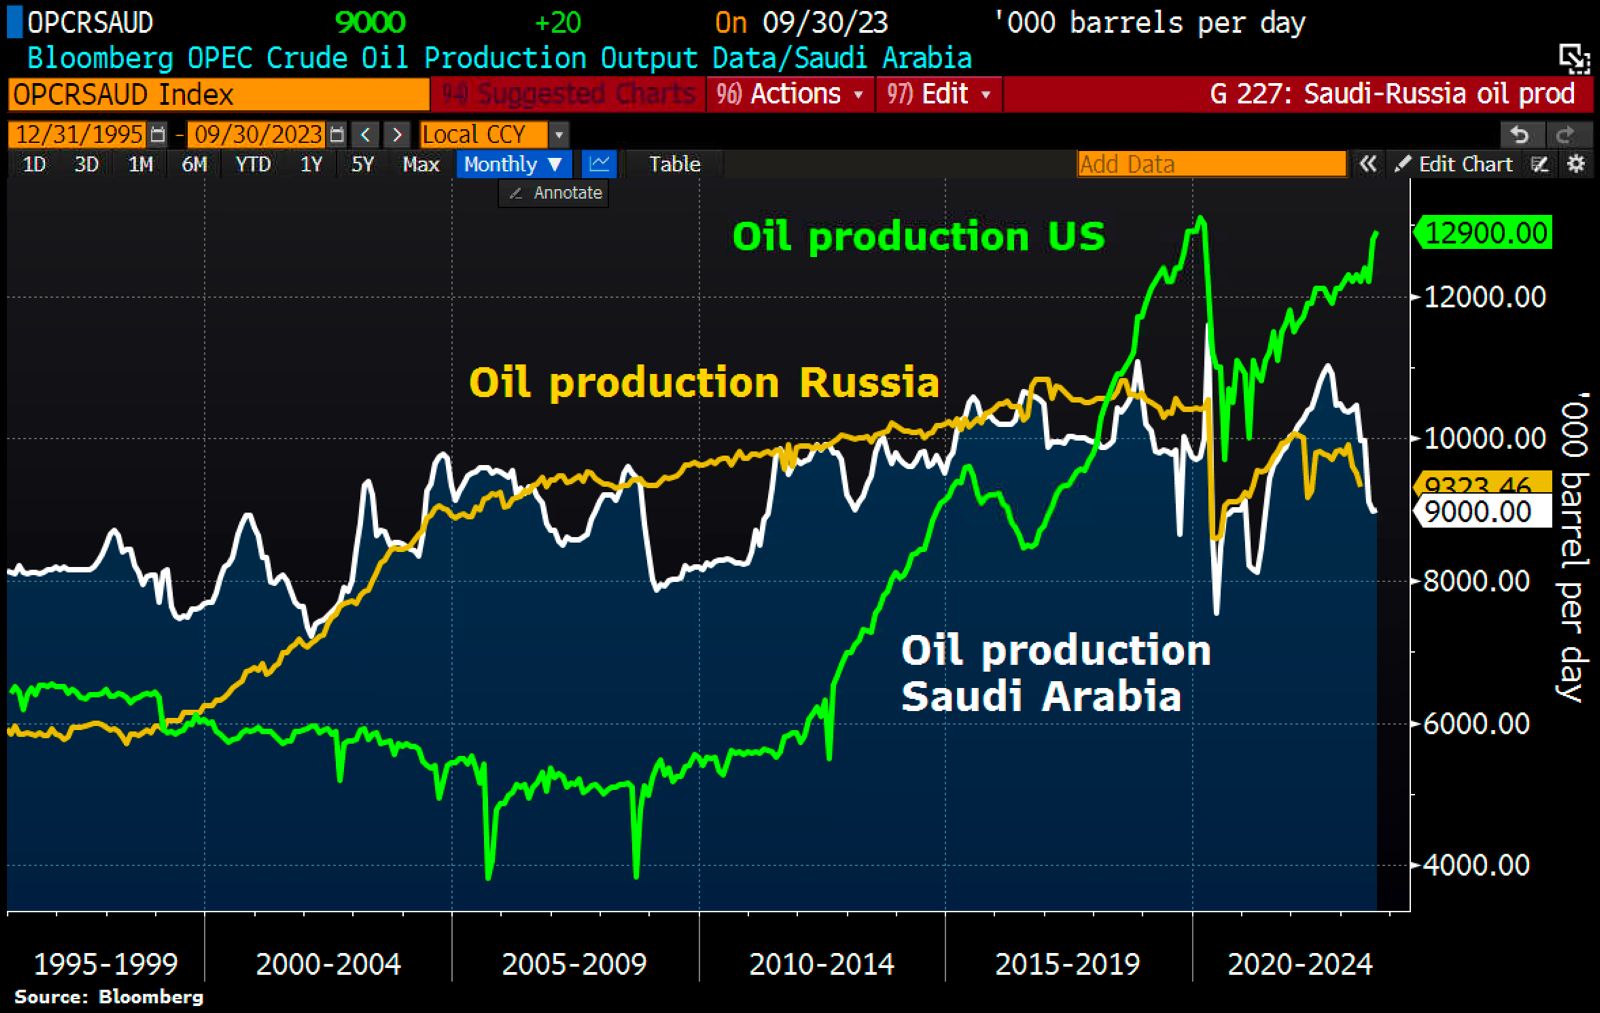 OPCRSAUD 9000 +20 On 09/30/23 '000 barrels per day
Bloomberg OPEC Crude Oil Production Output Data/Saudi Arabia
OPCRSAUD Index 94) Suggested Charts 96) Actions 97) Edit G 227: Saudi-Russia oil prod
12/31/1995 - 09/30/2023 < > Local CCY
1D 3D 1M 6M YTD 1Y 5Y Max Monthly ▼ Table Add Data « Edit Chart
Annotate
Oil production US
12900.00
12000.00
Oil production Russia
10000.00
9323.46
9000.00
'000 barrel per day
8000.00
Oil production
Saudi Arabia
6000.00
4000.00
1995-1999 2000-2004 2005-2009 2010-2014 2015-2019 2020-2024
Source: Bloomberg